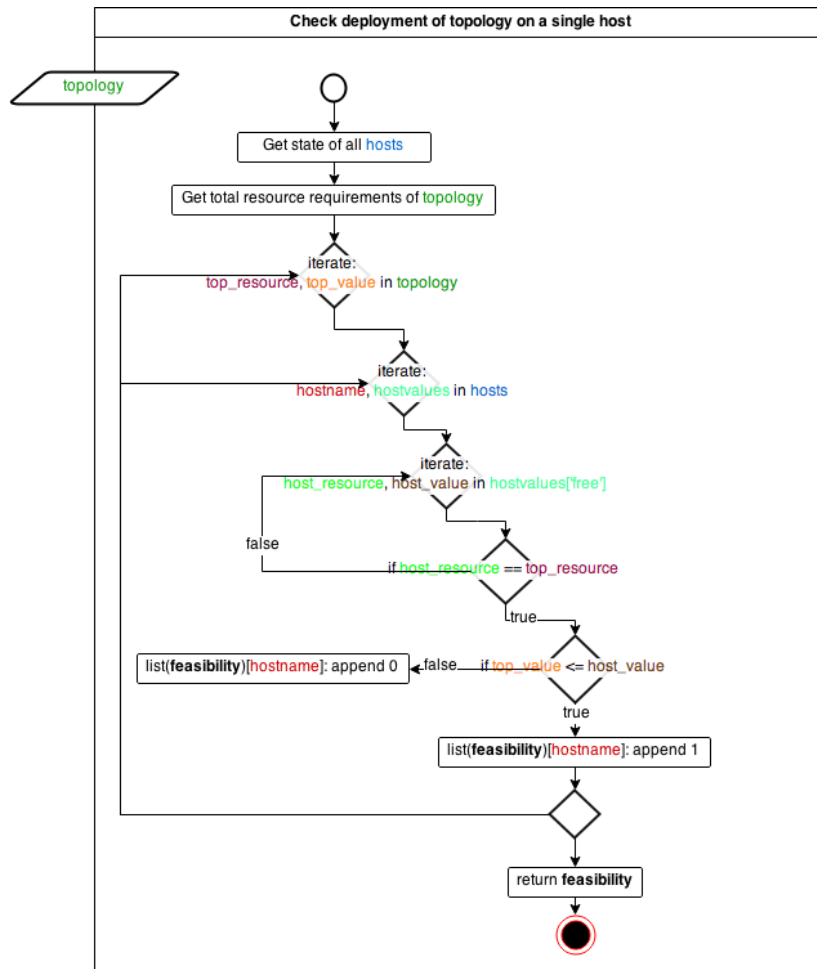 Check deployment of topology on a single host
topology
Get state of all hosts
Get total resource requirements of topology
iterate:
top_resource, top_value in topology
iterate:
hostname, hostvalues in hosts
iterate:
host_resource, host_value in hostvalues['free']
false
if host_resource == top_resource
true
list(feasibility)[hostname]: append 0
false
if top_value <= host_value
true
list(feasibility)[hostname]: append 1
return feasibility